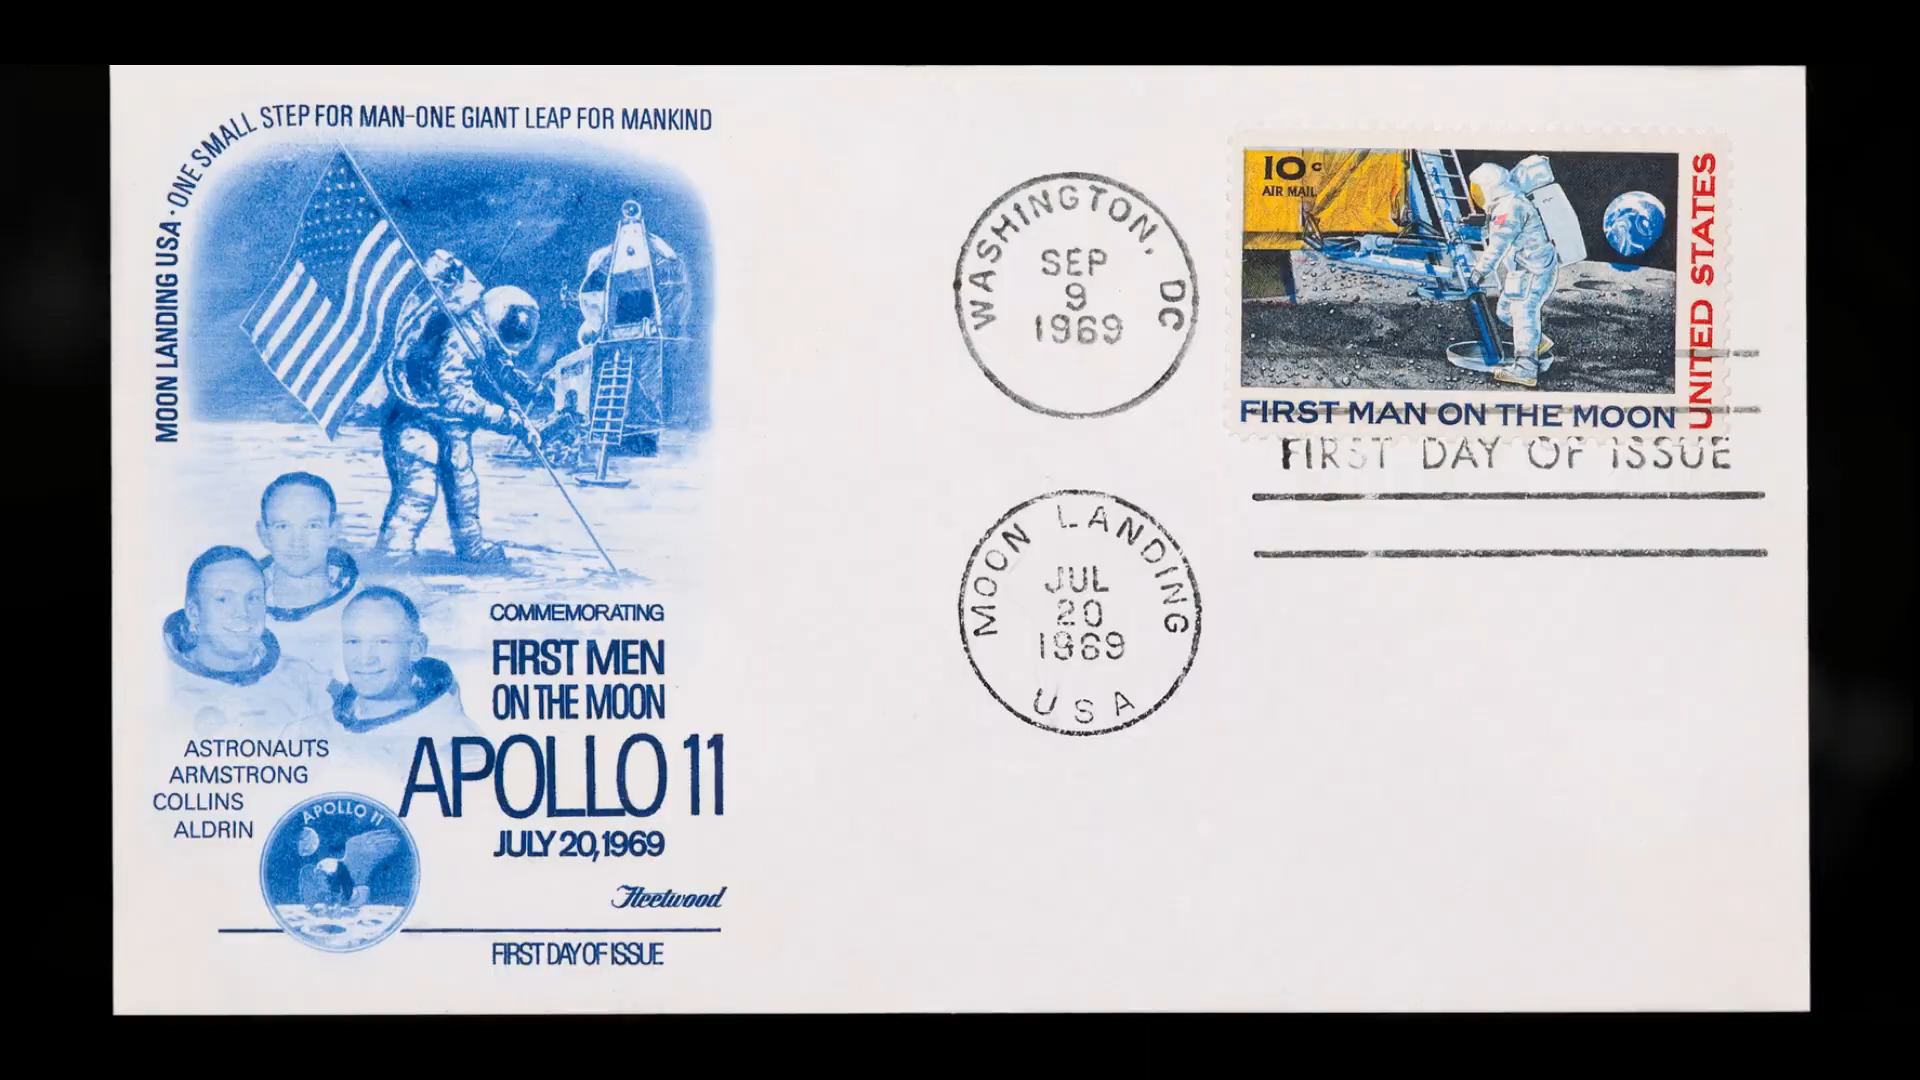 MOON LANDING USA · ONE SMALL STEP FOR MAN-ONE GIANT LEAP FOR MANKIND
COMMEMORATING
FIRST MEN
ON THE MOON
APOLLO 11
JULY 20, 1969
ASTRONAUTS
ARMSTRONG
COLLINS
ALDRIN
APOLLO 11
Fleetwood
FIRST DAY OF ISSUE
WASHINGTON, DC
SEP
9
1969
MOON LANDING
JUL
20
1969
USA
10c
AIR MAIL
UNITED STATES
FIRST MAN ON THE MOON
FIRST DAY OF ISSUE